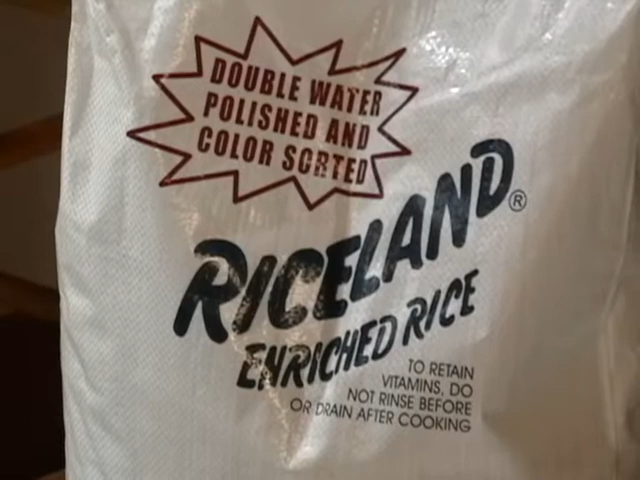 DOUBLE WATER
POLISHED AND
COLOR SORTED
RICELAND®
ENRICHED RICE
TO RETAIN
VITAMINS, DO
NOT RINSE BEFORE
OR DRAIN AFTER COOKING